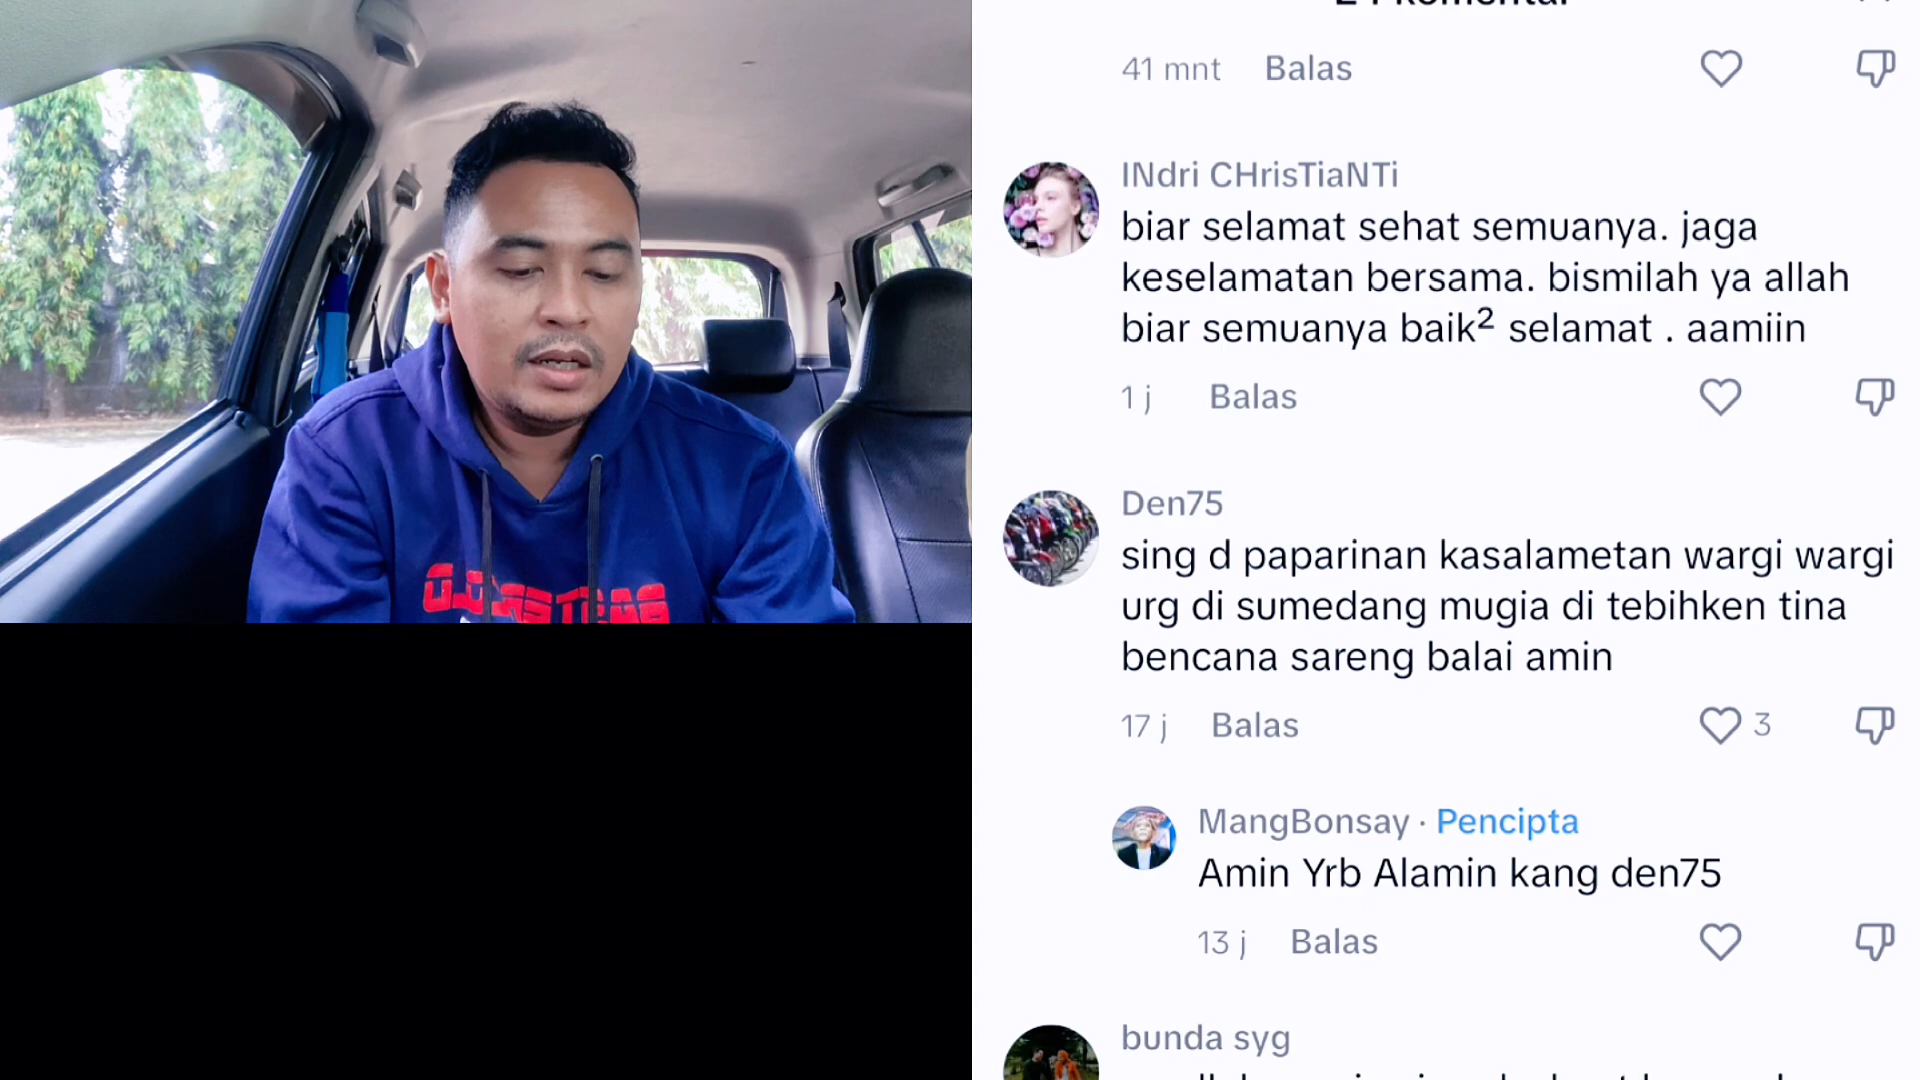 41 mnt Balas
INdri CHrisTiaNTi
biar selamat sehat semuanya. jaga
keselamatan bersama. bismilah ya allah
biar semuanya baik² selamat . aamiin
1 j Balas
Den75
sing d paparinan kasalametan wargi wargi
urg di sumedang mugia di tebihken tina
bencana sareng balai amin
17 j Balas 3
MangBonsay · Pencipta
Amin Yrb Alamin kang den75
13 j Balas
bunda syg